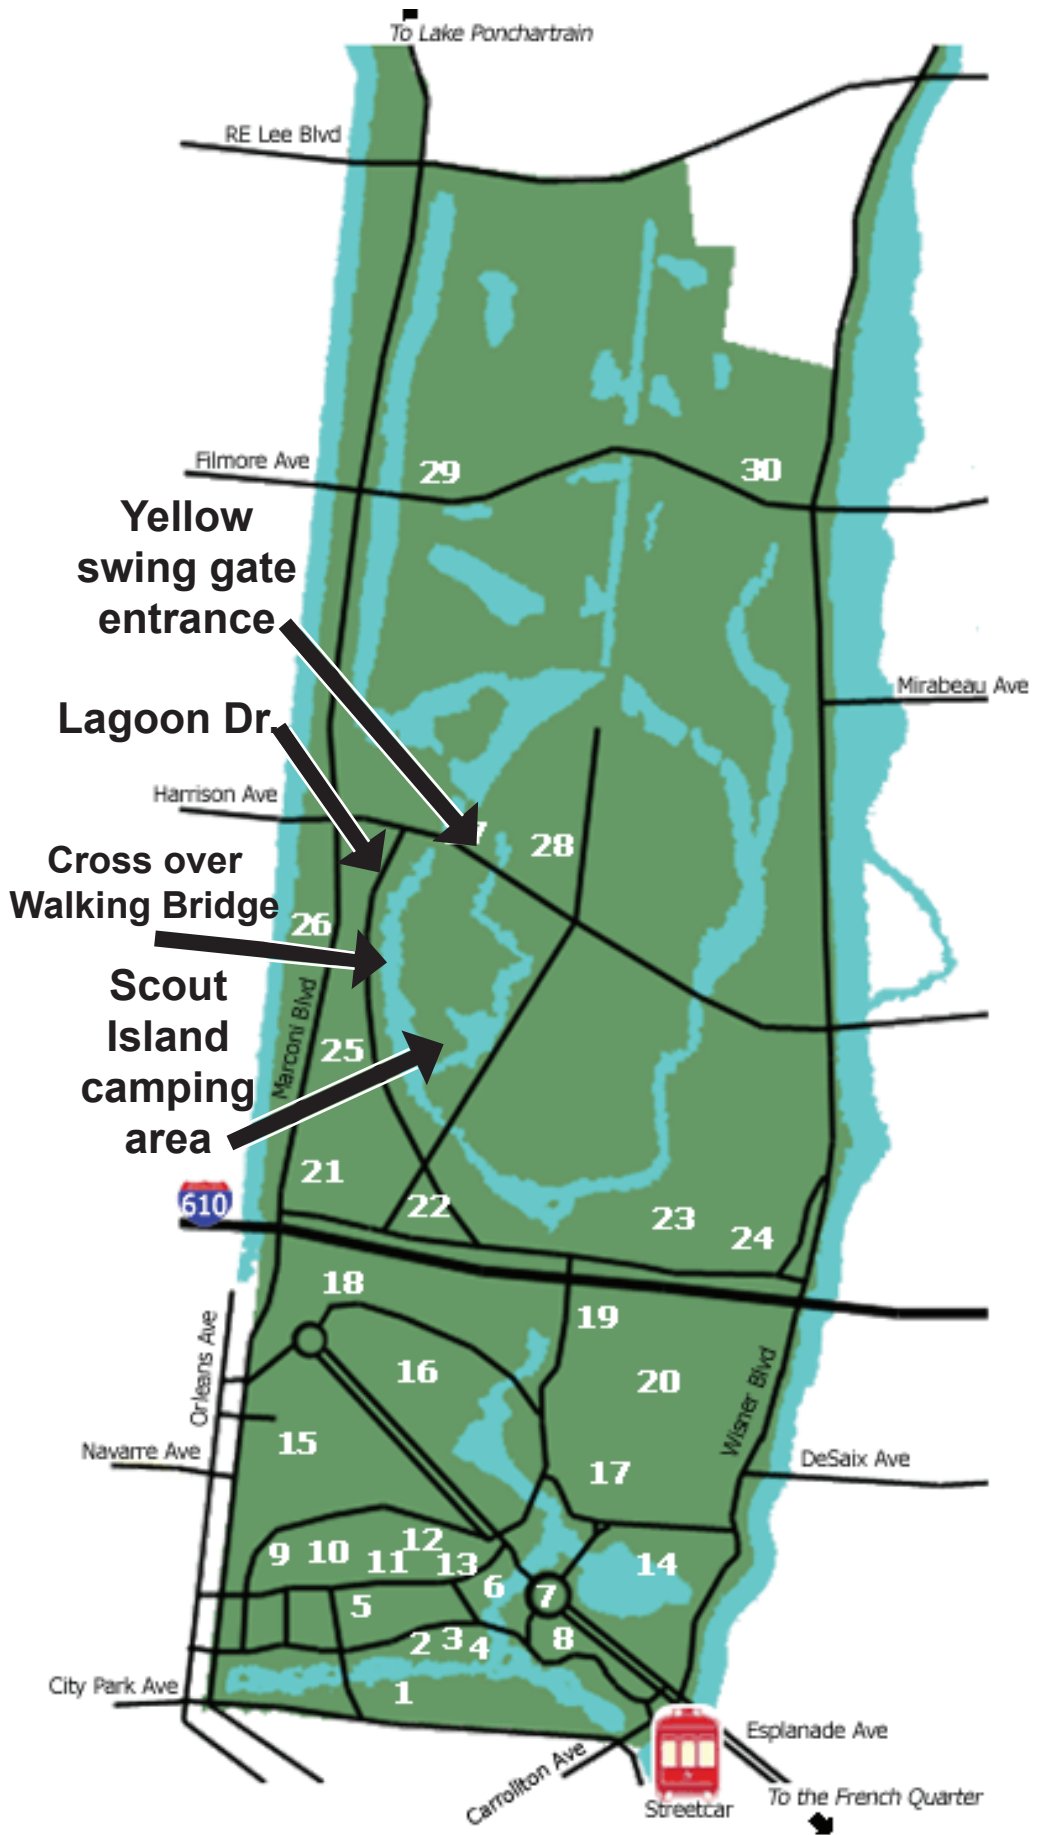 To Lake Ponchartrain
RE Lee Blvd
Filmore Ave
29
30
Yellow
swing gate
entrance
Mirabeau Ave
Lagoon Dr.
Harrison Ave
28
Cross over
Walking Bridge
26
Scout
Island
camping
area
Marconi Blvd
25
21
22
23
24
610
18
19
Orleans Ave
16
20
Wisner Blvd
15
Navarre Ave
17
DeSaix Ave
12
9
10
11
13
14
6
7
5
2
3
4
8
City Park Ave
1
Esplanade Ave
Carrollton Ave
Streetcar
To the French Quarter